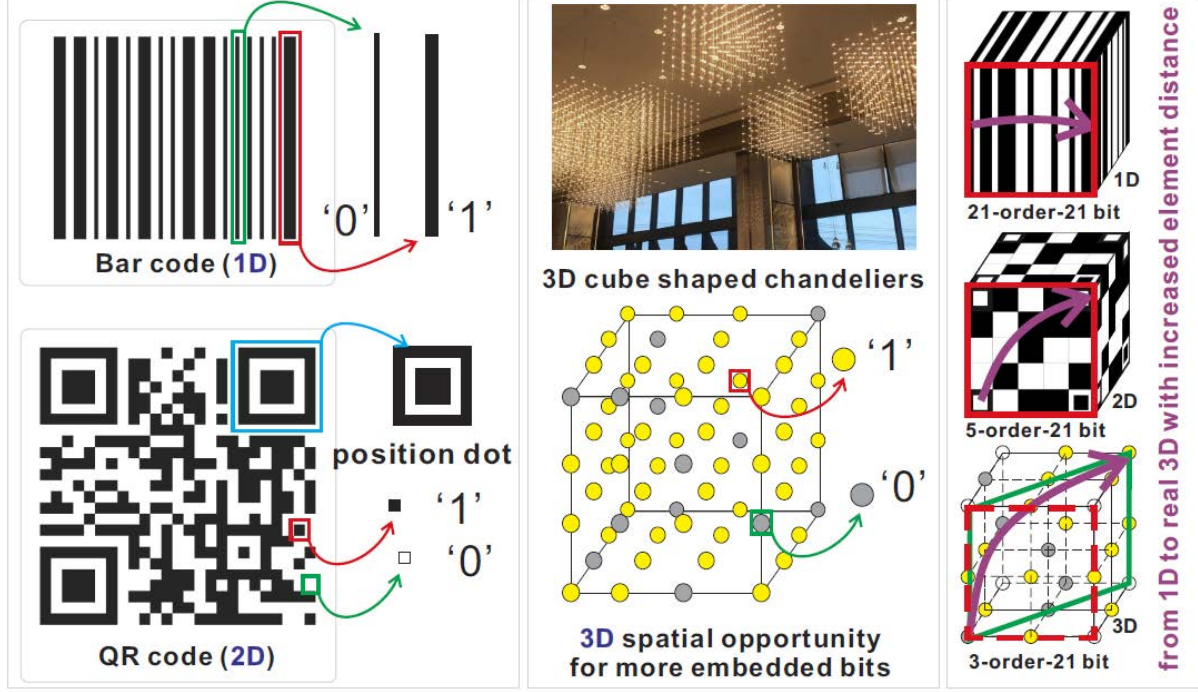 '0'
'1'
Bar code (1D)
position dot
'1'
'0'
QR code (2D)
3D cube shaped chandeliers
'1'
'0'
3D spatial opportunity
for more embedded bits
1D
21-order-21 bit
2D
5-order-21 bit
3D
3-order-21 bit
from 1D to real 3D with increased element distance